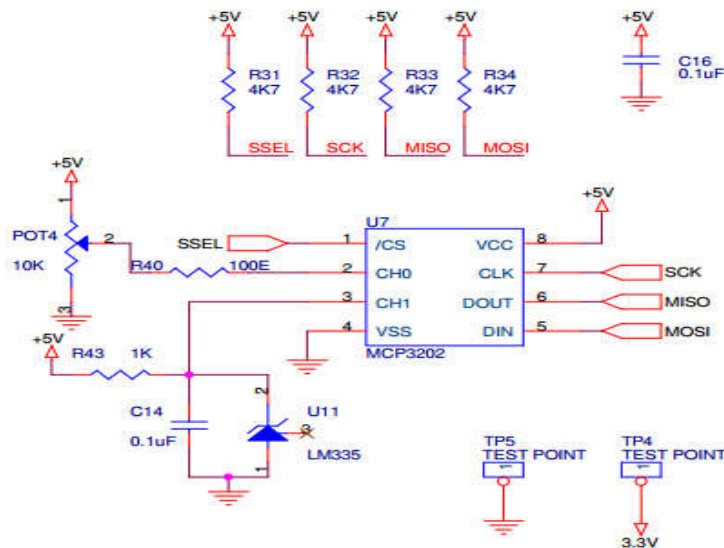 +5V +5V +5V +5V +5V
R31 R32 R33 R34 C16
4K7 4K7 4K7 4K7 0.1uF
SSEL SCK MISO MOSI
+5V
1
POT4 2
10K
3
R40 100E
+5V
U7
SSEL 1 /CS VCC 8
2 CH0 CLK 7 SCK
3 CH1 DOUT 6 MISO
4 VSS DIN 5 MOSI
MCP3202
+5V
R43 1K
C14
0.1uF
2
U11
3
LM335
1
TP5
TEST POINT
1
TP4
TEST POINT
1
3.3V